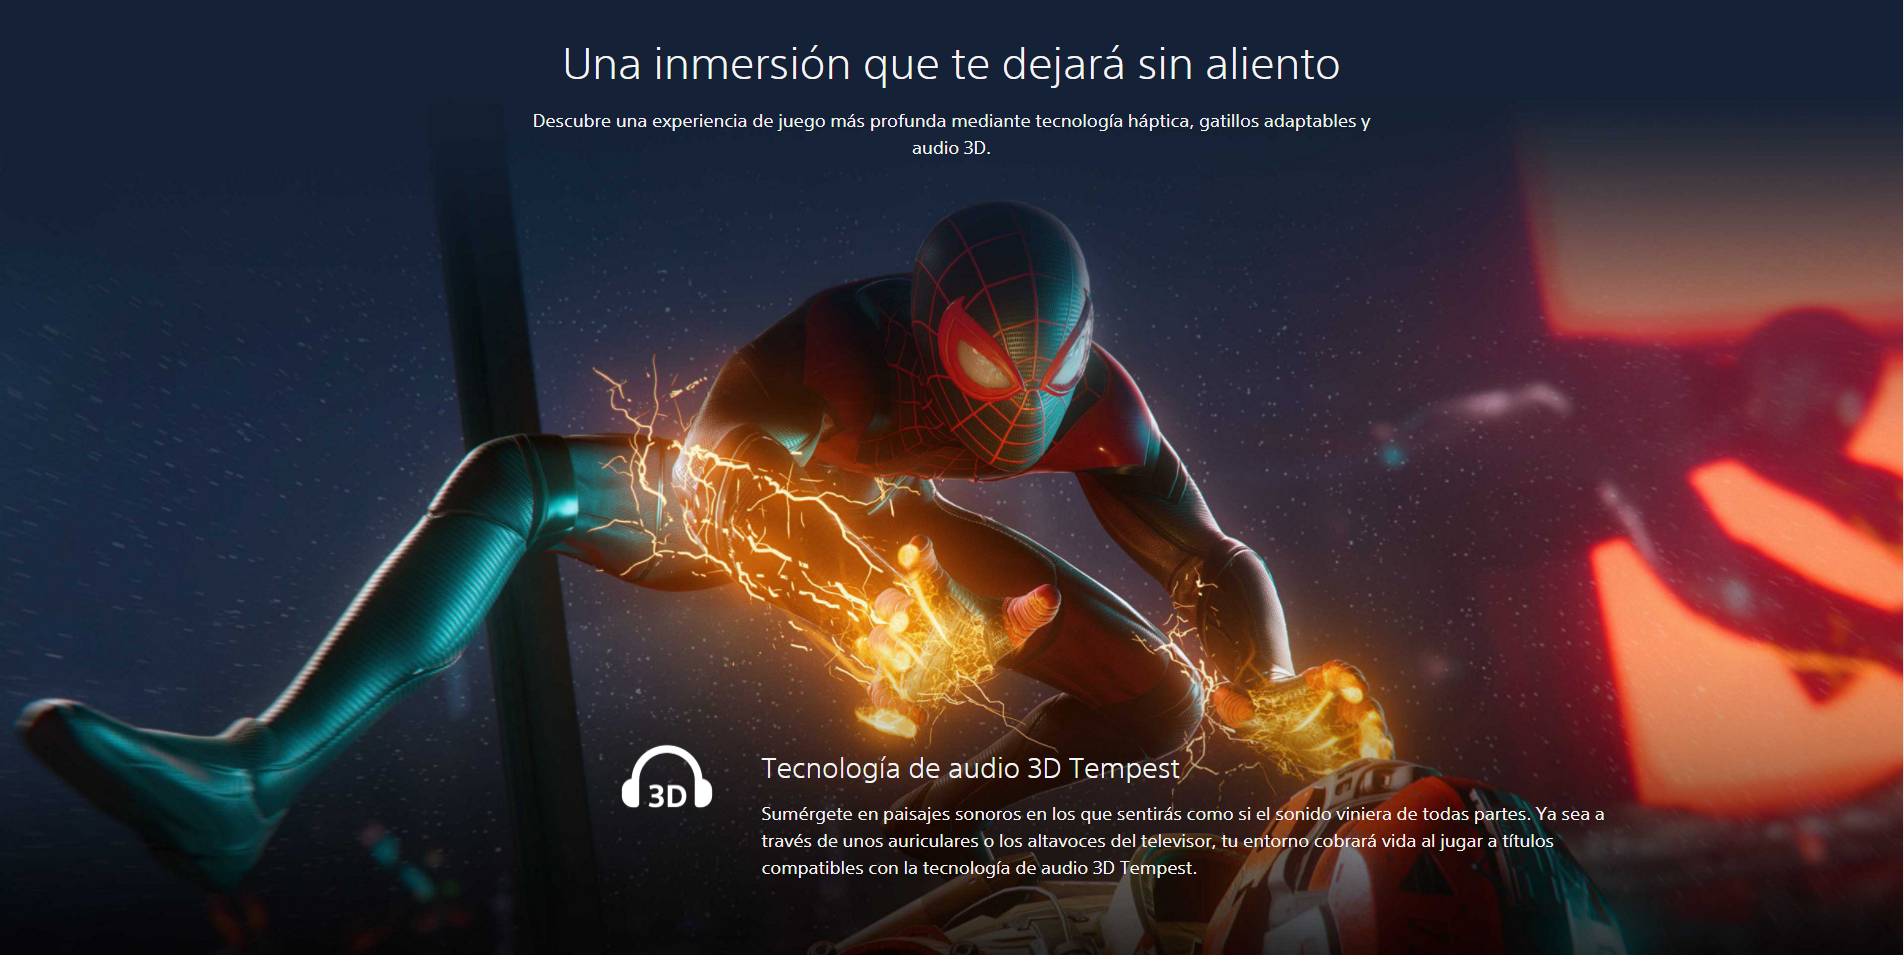 Una inmersión que te dejará sin aliento
Descubre una experiencia de juego más profunda mediante tecnología háptica, gatillos adaptables y
audio 3D.
3D
Tecnología de audio 3D Tempest
Sumérgete en paisajes sonoros en los que sentirás como si el sonido viniera de todas partes. Ya sea a
través de unos auriculares o los altavoces del televisor, tu entorno cobrará vida al jugar a títulos
compatibles con la tecnología de audio 3D Tempest.